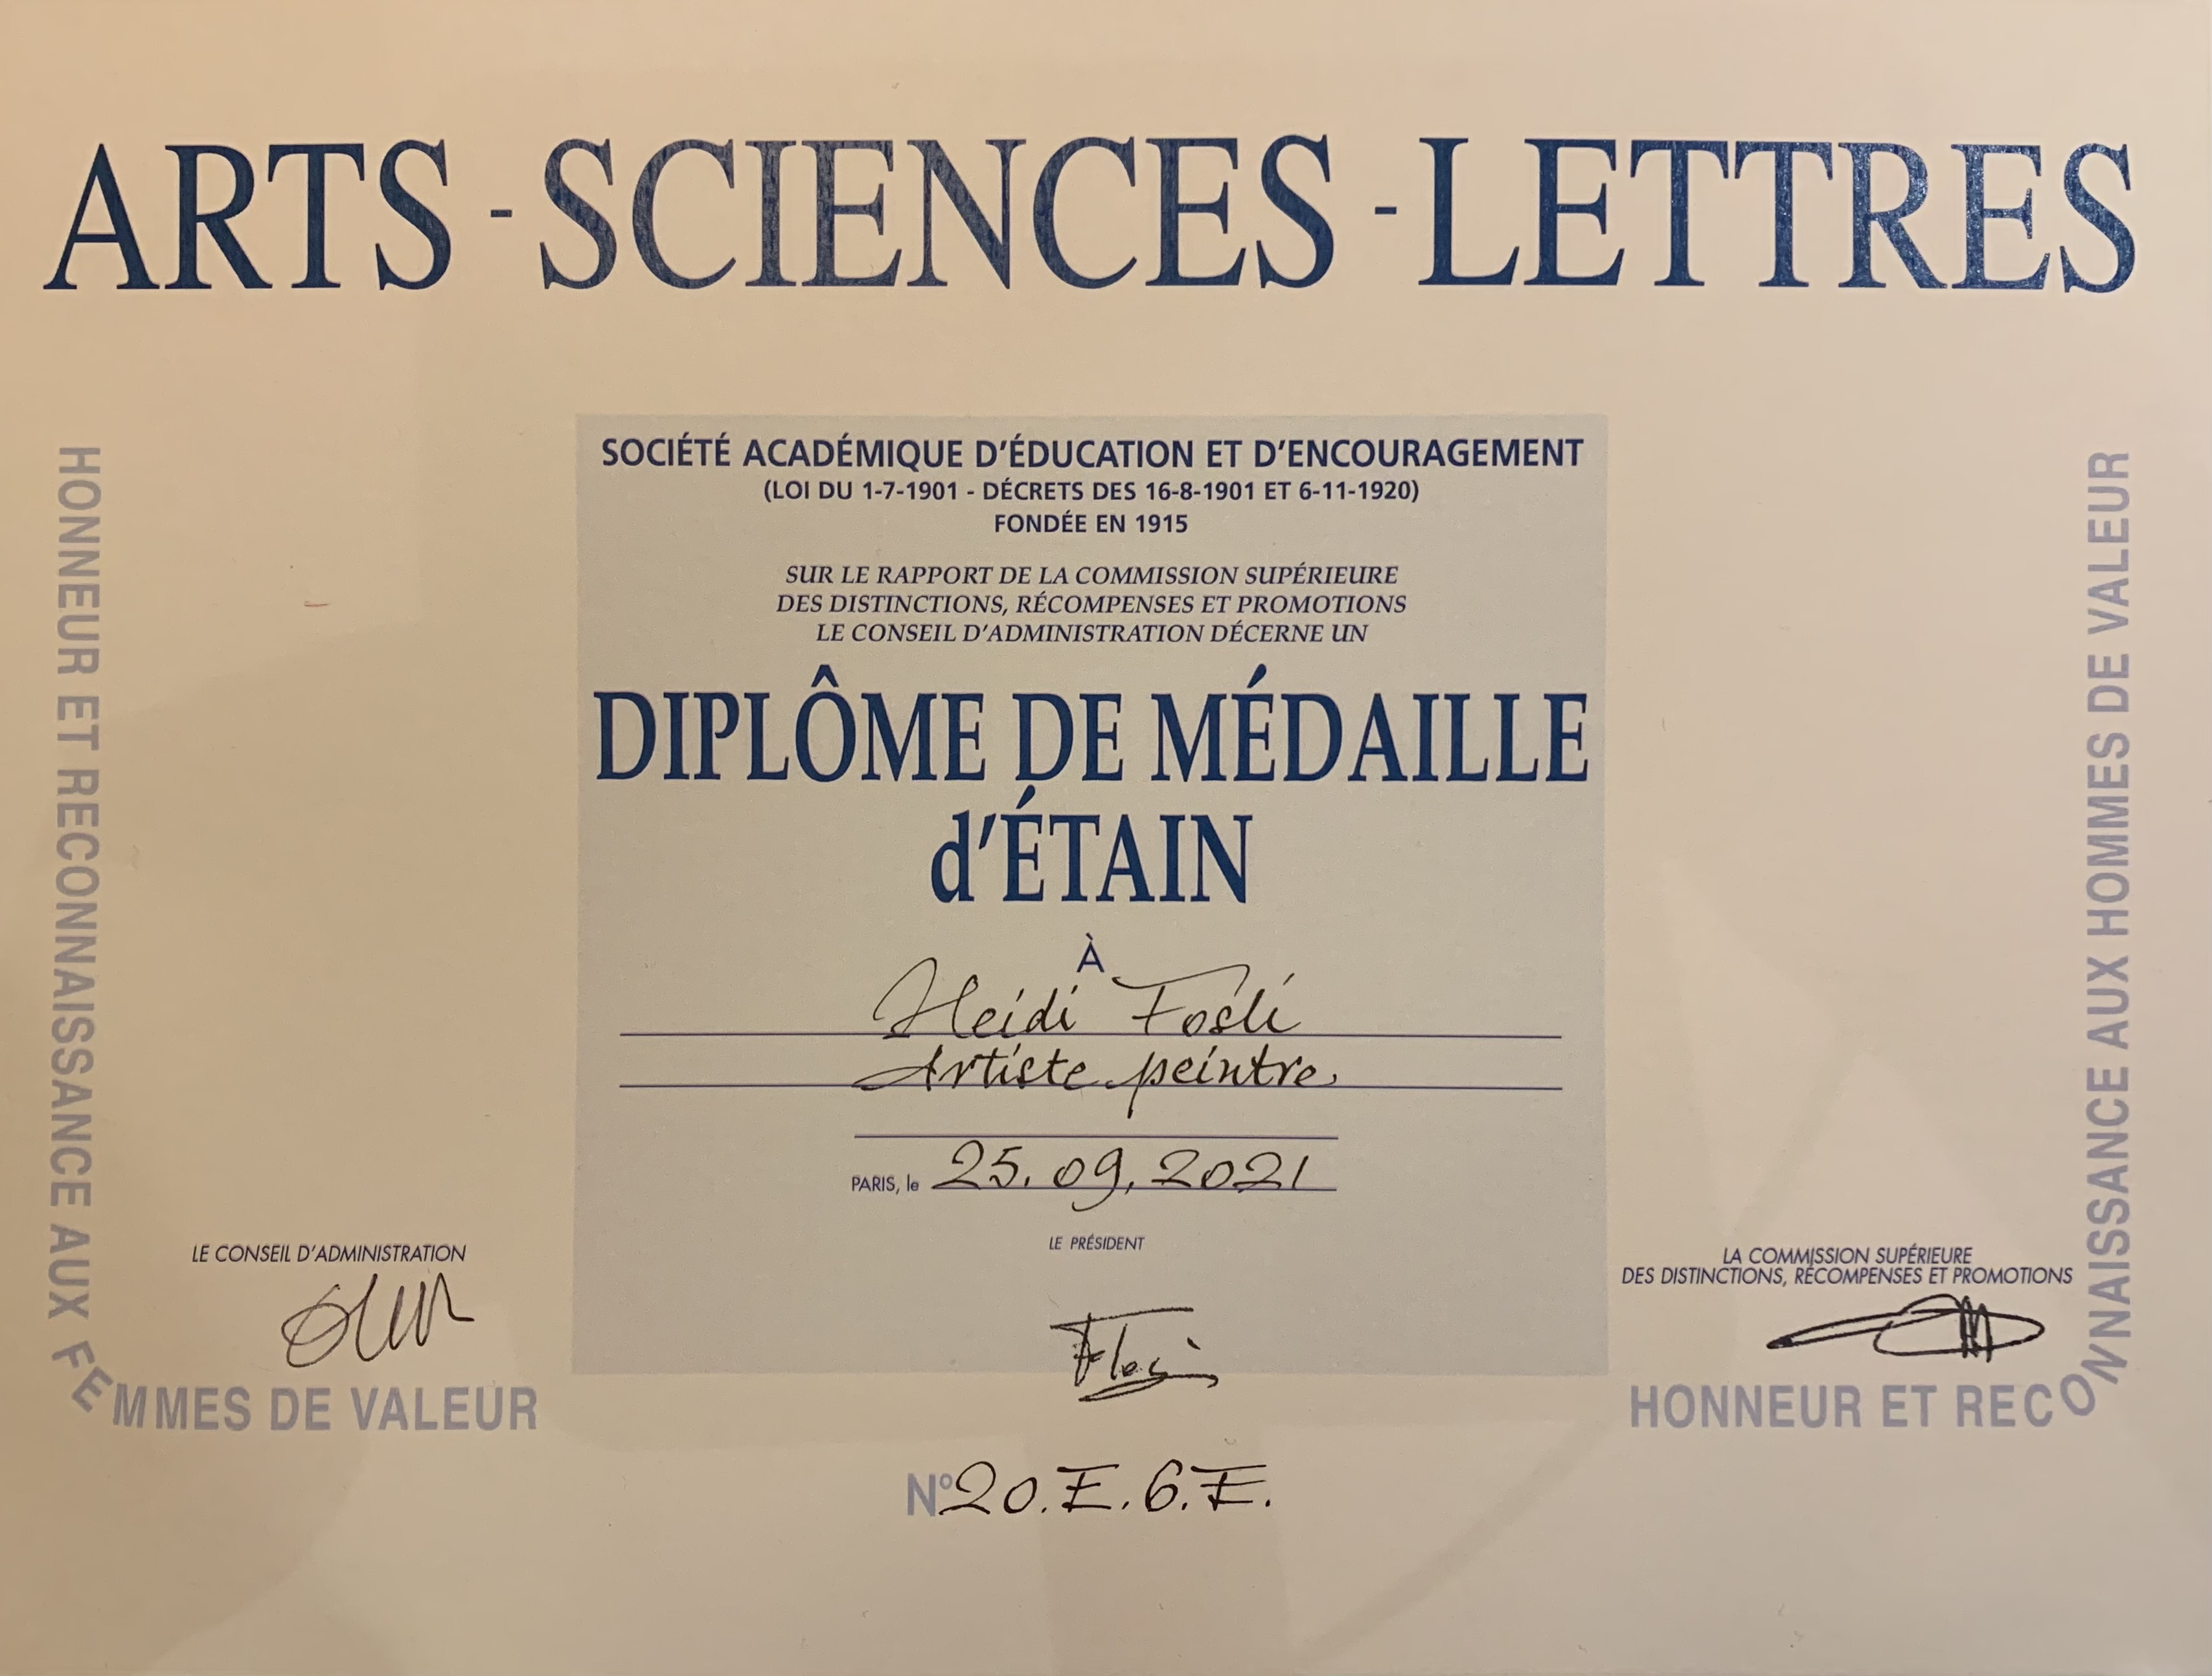 ARTS - SCIENCES - LETTRES
SOCIÉTÉ ACADÉMIQUE D'ÉDUCATION ET D'ENCOURAGEMENT
(LOI DU 1-7-1901 - DÉCRETS DES 16-8-1901 ET 6-11-1920)
FONDÉE EN 1915
SUR LE RAPPORT DE LA COMMISSION SUPÉRIEURE
DES DISTINCTIONS, RÉCOMPENSES ET PROMOTIONS
LE CONSEIL D'ADMINISTRATION DÉCERNE UN
DIPLÔME DE MÉDAILLE
d'ÉTAIN
À
Heidi Fosli
Artiste peintre
PARIS, le 25.09.2021
LE PRÉSIDENT
LE CONSEIL D'ADMINISTRATION
LA COMMISSION SUPÉRIEURE
DES DISTINCTIONS, RÉCOMPENSES ET PROMOTIONS
HONNEUR ET RECONNAISSANCE AUX FEMMES DE VALEUR
HONNEUR ET RECONNAISSANCE AUX HOMMES DE VALEUR
N° 20.E.6.E.